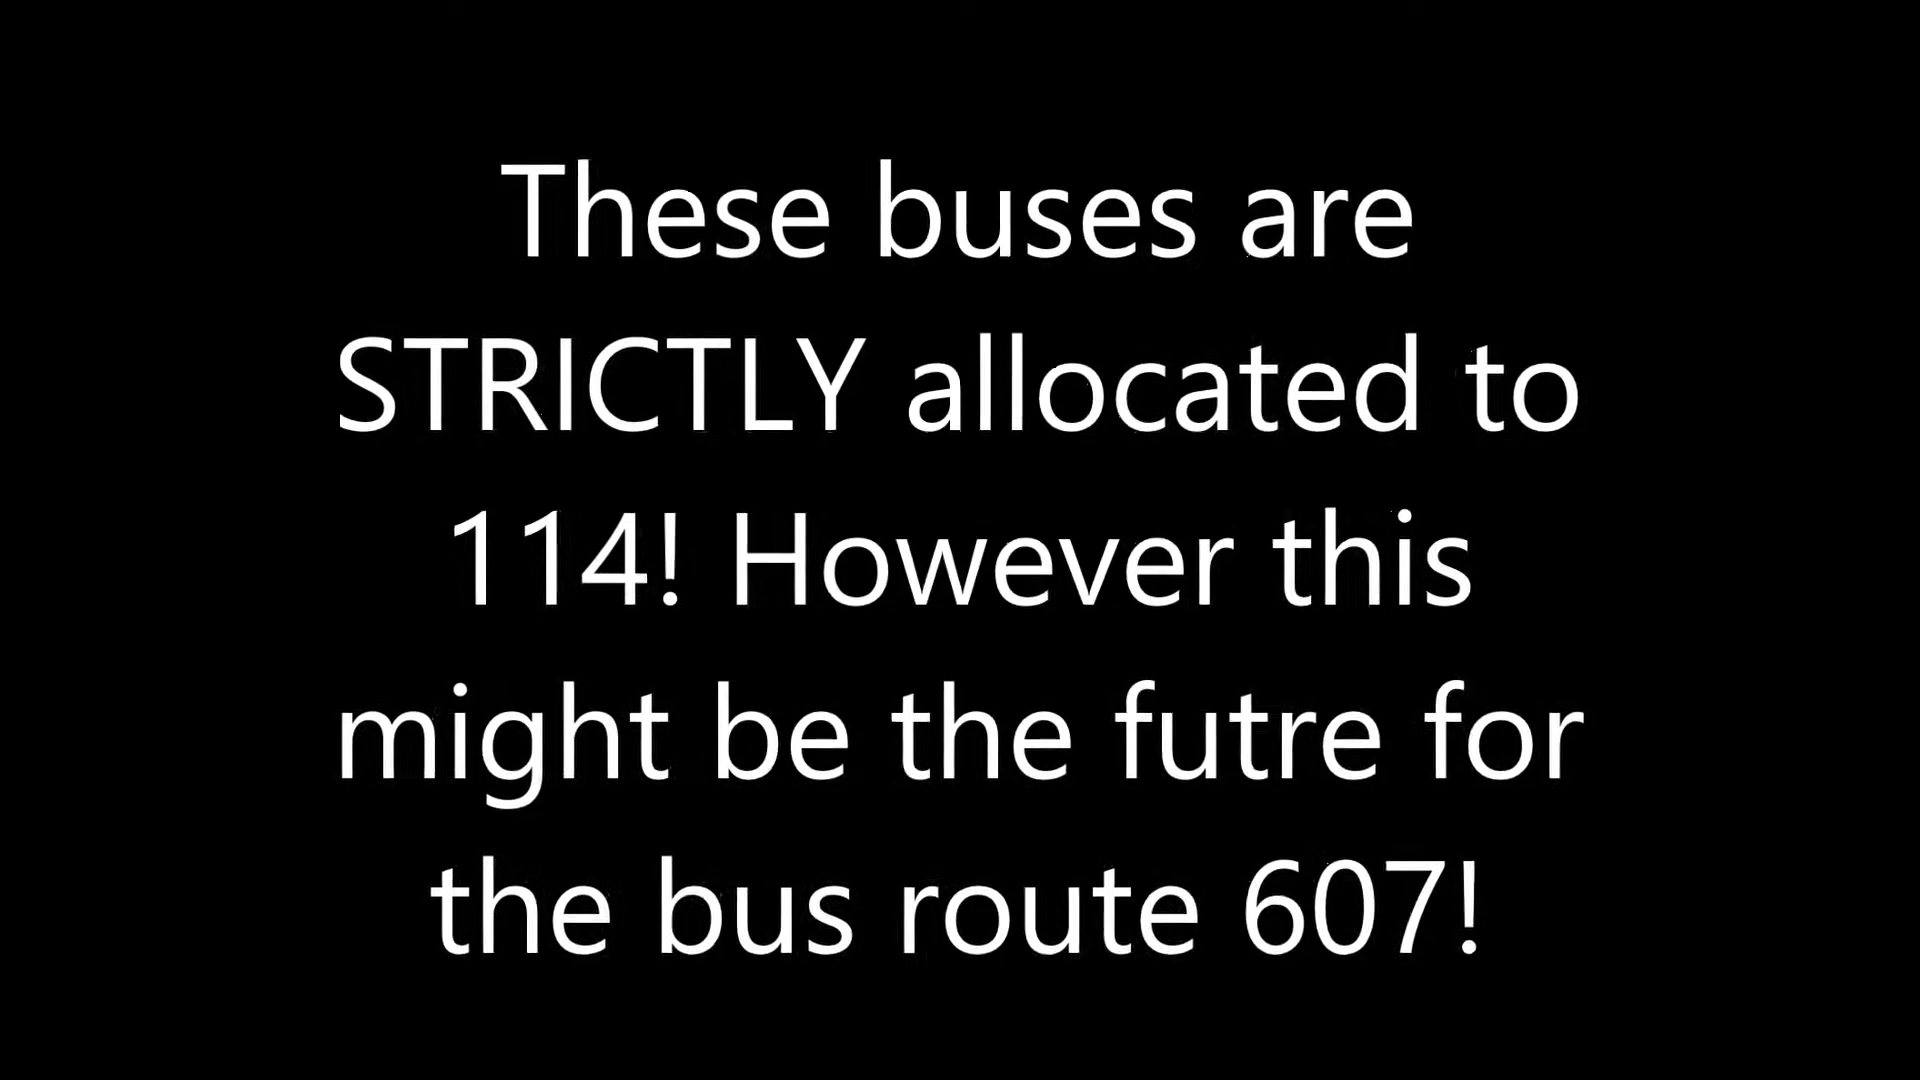 These buses are
STRICTLY allocated to
114! However this
might be the futre for
the bus route 607!